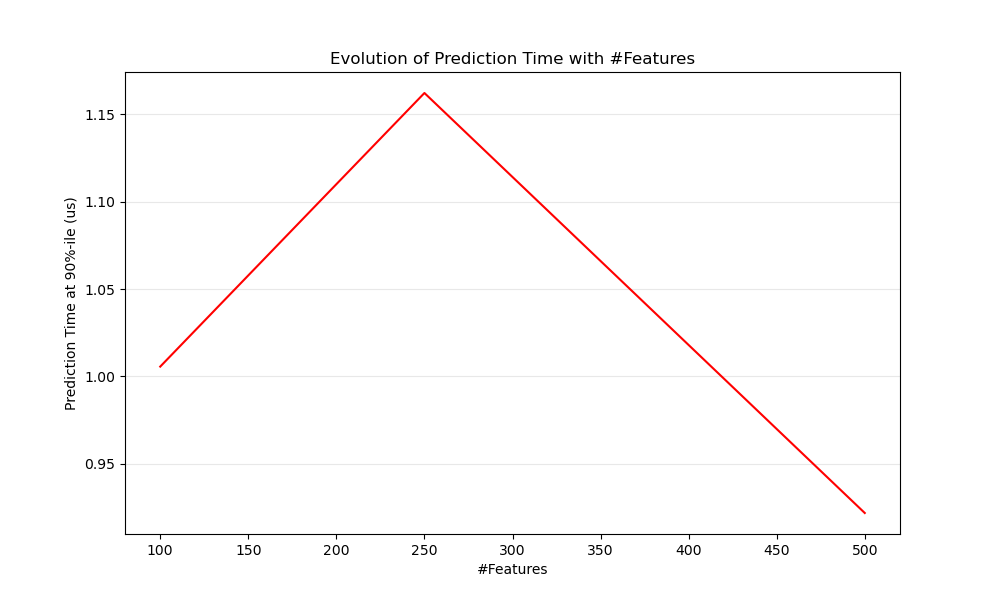 Evolution of Prediction Time with #Features
Prediction Time at 90%-ile (us)
1.15
1.10
1.05
1.00
0.95
100 150 200 250 300 350 400 450 500
#Features